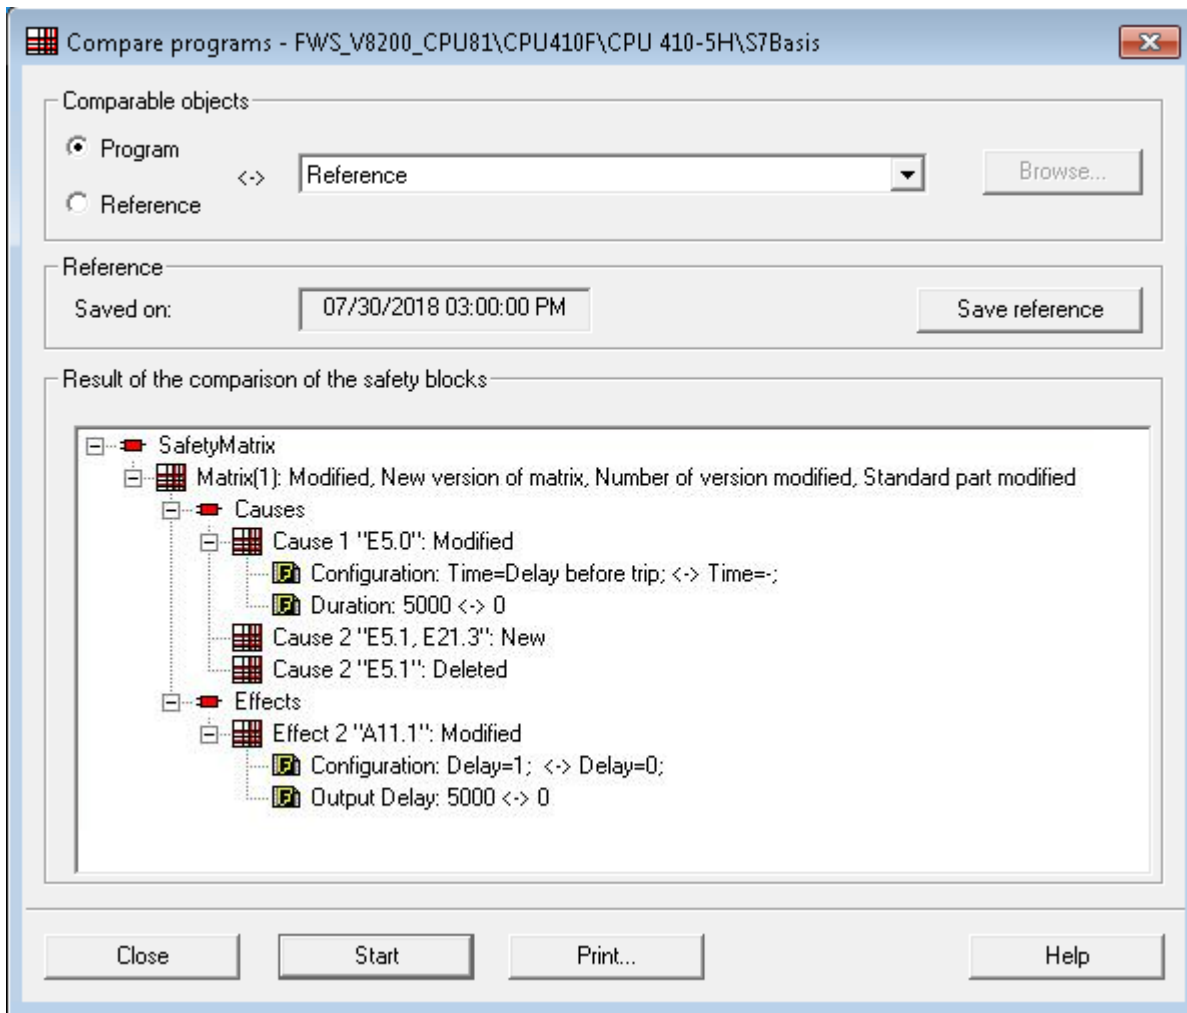 Compare programs - FWS_V8200_CPU81\CPU410F\CPU 410-5H\S7Basis
Comparable objects
Program
<-> Reference Browse...
Reference
Reference
Saved on: 07/30/2018 03:00:00 PM Save reference
Result of the comparison of the safety blocks
SafetyMatrix
Matrix(1): Modified, New version of matrix, Number of version modified, Standard part modified
Causes
Cause 1 "E5.0": Modified
Configuration: Time=Delay before trip; <-> Time=-;
Duration: 5000 <-> 0
Cause 2 "E5.1, E21.3": New
Cause 2 "E5.1": Deleted
Effects
Effect 2 "A11.1": Modified
Configuration: Delay=1; <-> Delay=0;
Output Delay: 5000 <-> 0
Close Start Print... Help